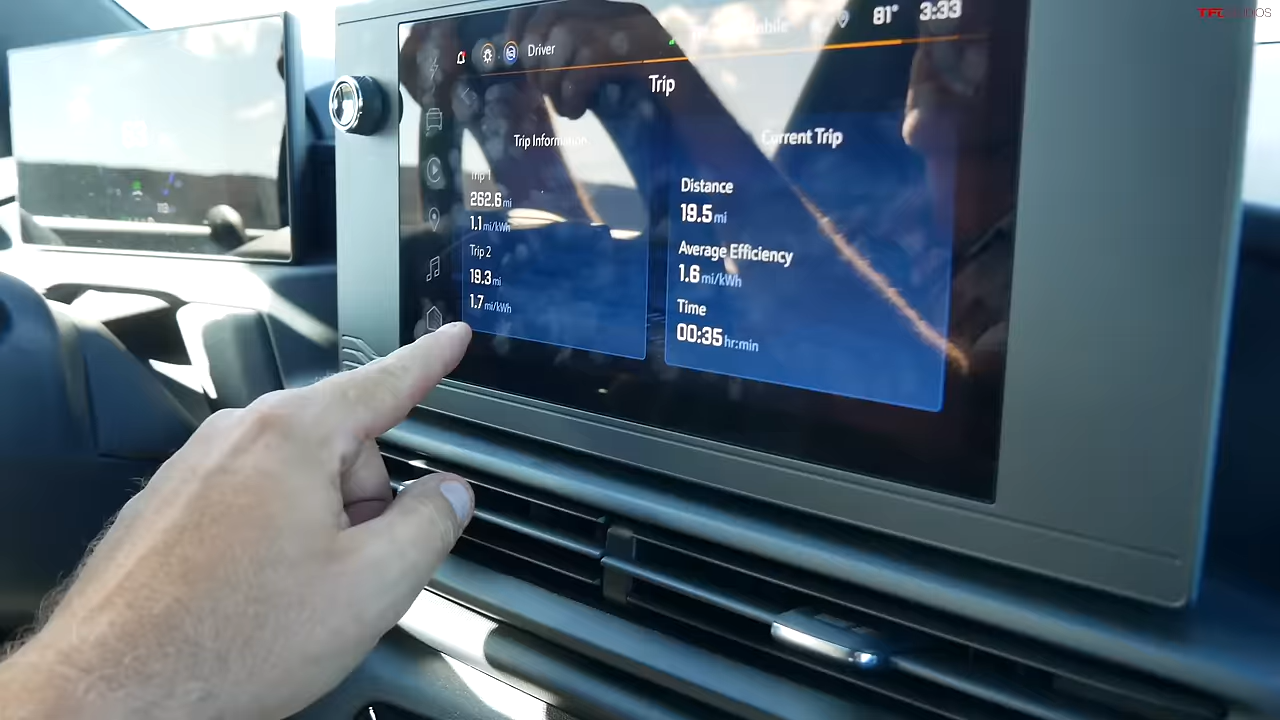 TFLSTUDIOS
81° 3:33
Driver
Trip
Trip Information
Trip 1
262.6 mi
1.1 mi/kWh
Trip 2
19.3 mi
1.7 mi/kWh
Current Trip
Distance
19.5 mi
Average Efficiency
1.6 mi/kWh
Time
00:35 hr:min